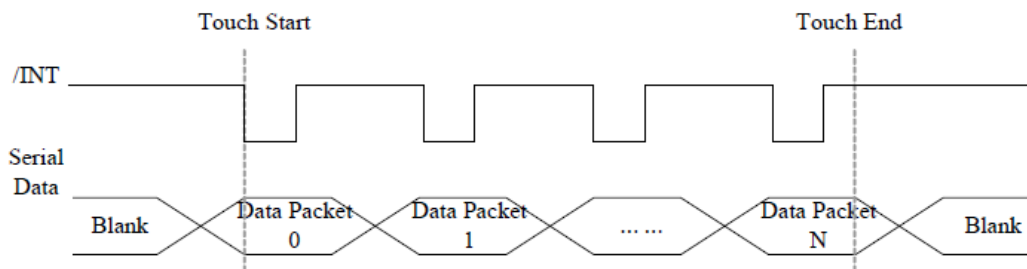 Touch Start
Touch End
/INT
Serial
Data
Blank
Data Packet
0
Data Packet
1
... ...
Data Packet
N
Blank